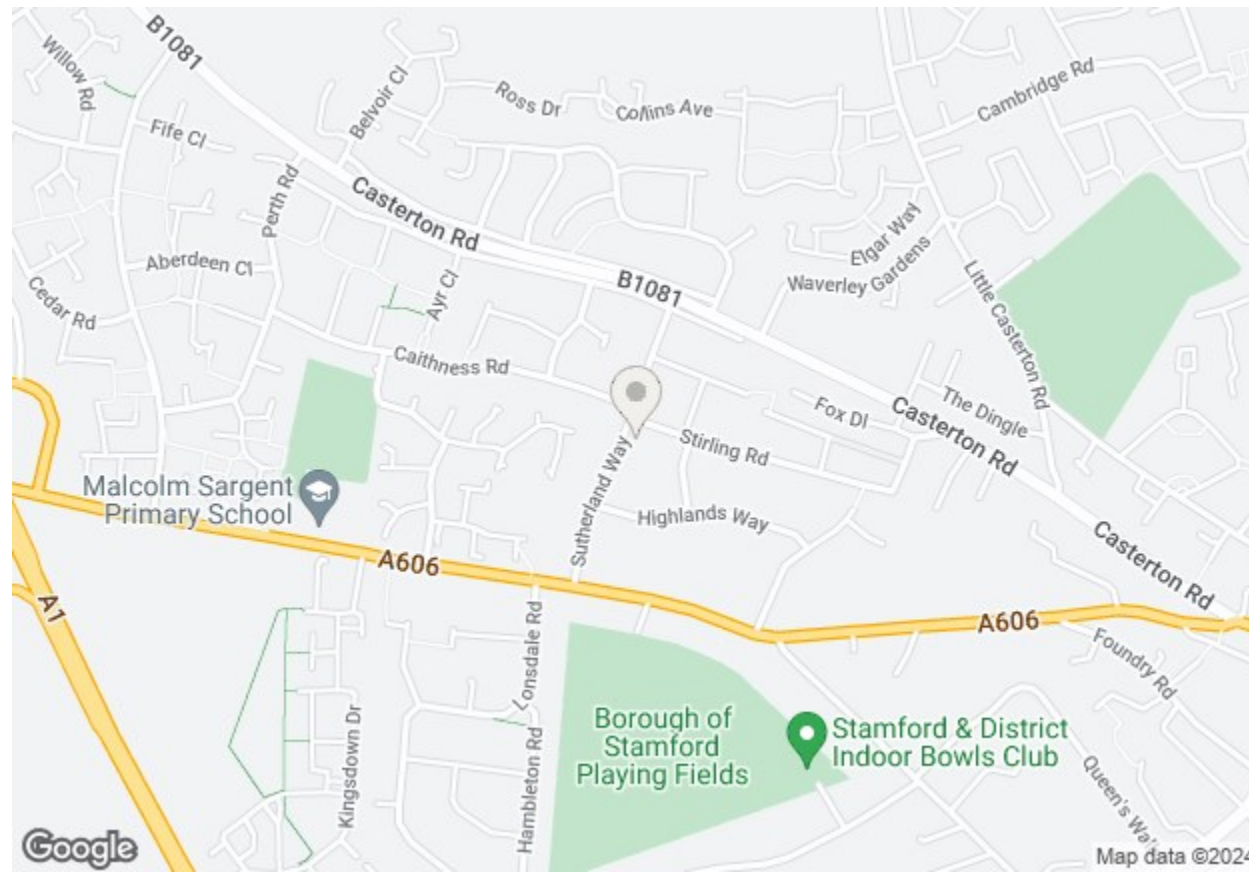 B1081
Willow Rd
Belvoir Cl
Ross Dr
Collins Ave
Cambridge Rd
Fife Cl
Perth Rd
Casterton Rd
Elgar Way
Waverley Gardens
Aberdeen Cl
Ayr Cl
B1081
Little Casterton Rd
Cedar Rd
Caithness Rd
Fox Dl
Casterton Rd
The Dingle
Stirling Rd
Sutherland Way
Malcolm Sargent
Primary School
Highlands Way
Casterton Rd
A606
A1
A606
Foundry Rd
Lonsdale Rd
Kingsdown Dr
Hambleton Rd
Borough of
Stamford
Playing Fields
Stamford & District
Indoor Bowls Club
Queen's Wal
Google
Map data ©2024